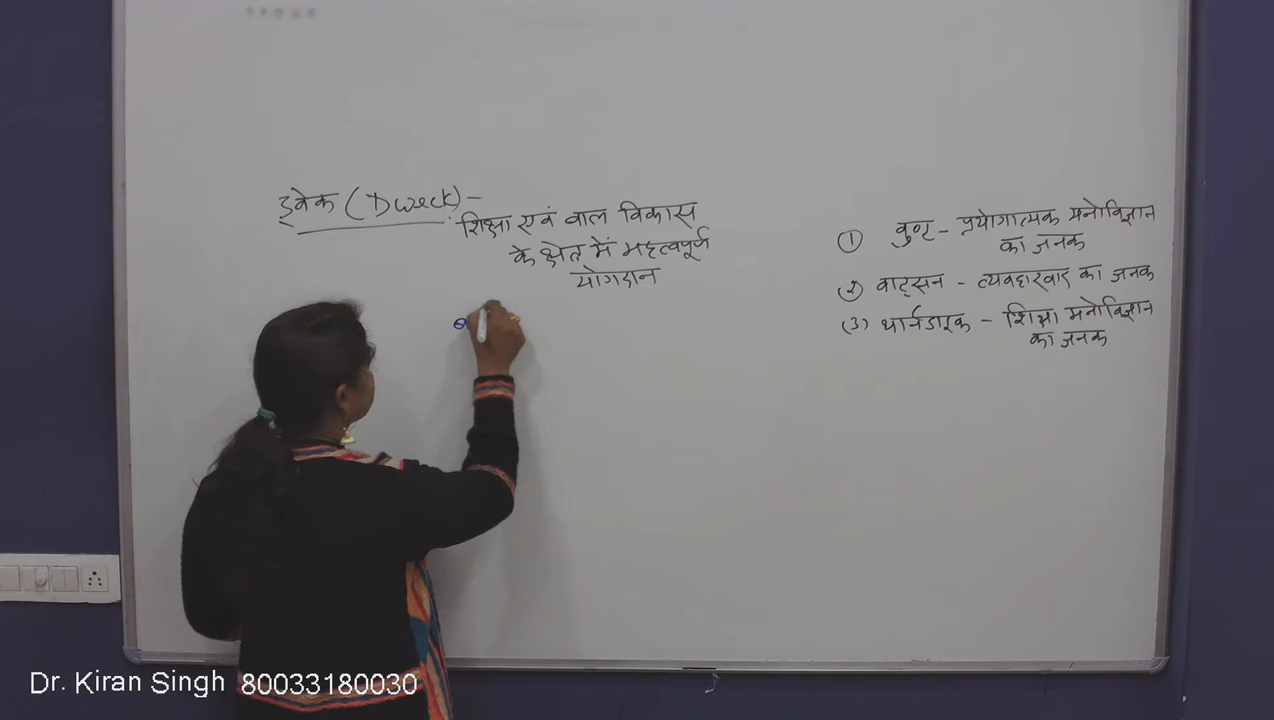 ड्वेक (Dweck) -
शिक्षा एवं बाल विकास
के क्षेत्र में महत्वपूर्ण
योगदान
① वुण्ट - प्रयोगात्मक मनोविज्ञान
का जनक
(2) वाट्सन - व्यवहारवाद का जनक
(3) थार्नडाइक - शिक्षा मनोविज्ञान
का जनक
Dr. Kiran Singh 80033180030